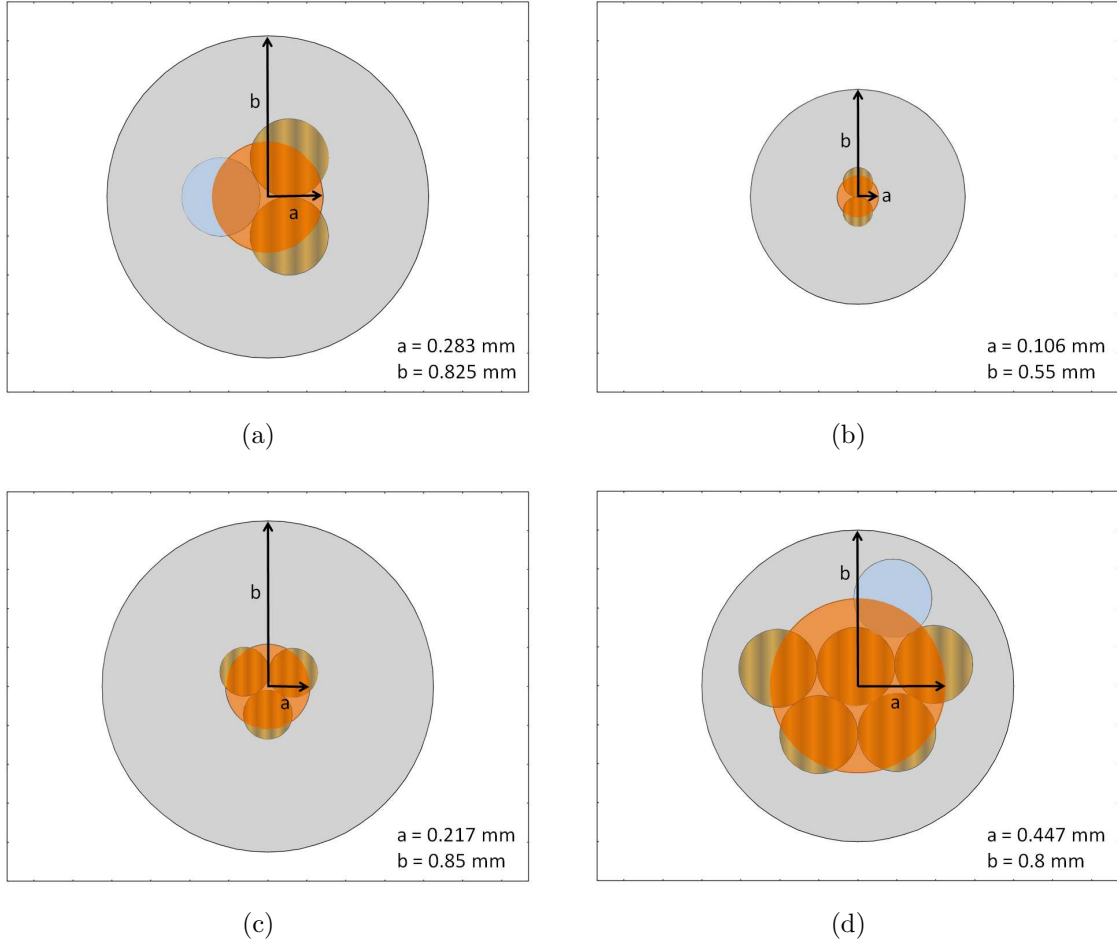 b
a
a = 0.283 mm
b = 0.825 mm
(a)
b
a
a = 0.106 mm
b = 0.55 mm
(b)
b
a
a = 0.217 mm
b = 0.85 mm
(c)
b
a
a = 0.447 mm
b = 0.8 mm
(d)